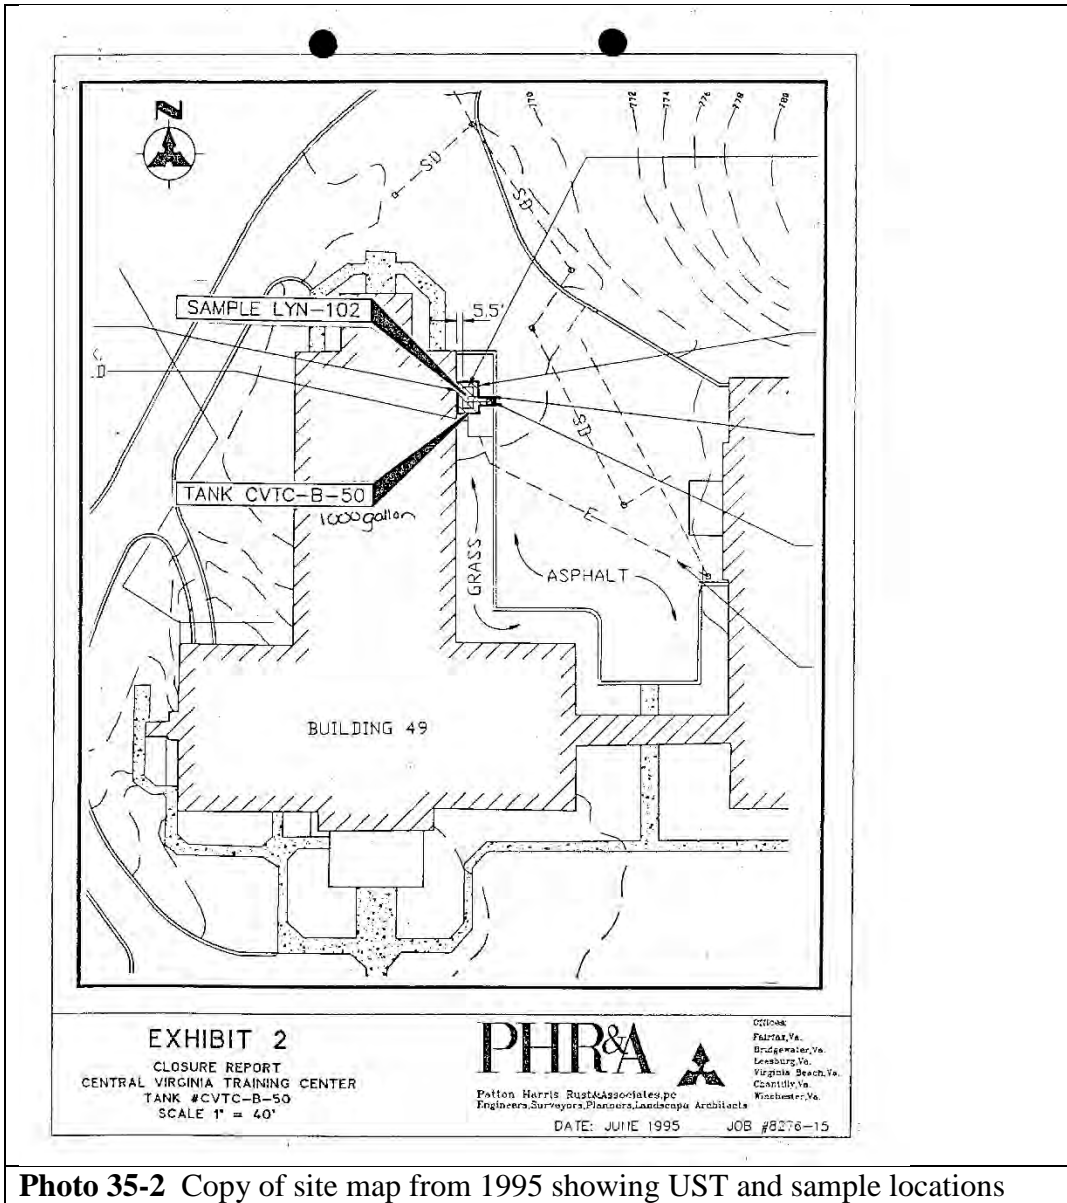 N
770
772
774
776
778
780
SD
SD
SAMPLE LYN-102
5.5'
.D
SD
TANK CVTC-B-50
1000 gallon
E
GRASS
ASPHALT
BUILDING 49
EXHIBIT 2
CLOSURE REPORT
CENTRAL VIRGINIA TRAINING CENTER
TANK #CVTC-B-50
SCALE 1" = 40'
PHR&A
Patton Harris Rust&Associates,pc
Engineers,Surveyors,Planners,Landscape Architects
Offices:
Fairfax,Va.
Bridgewater,Va.
Leesburg,Va.
Virginia Beach,Va.
Chantilly,Va.
Winchester,Va.
DATE: JUNE 1995 JOB #8276-15
Photo 35-2 Copy of site map from 1995 showing UST and sample locations